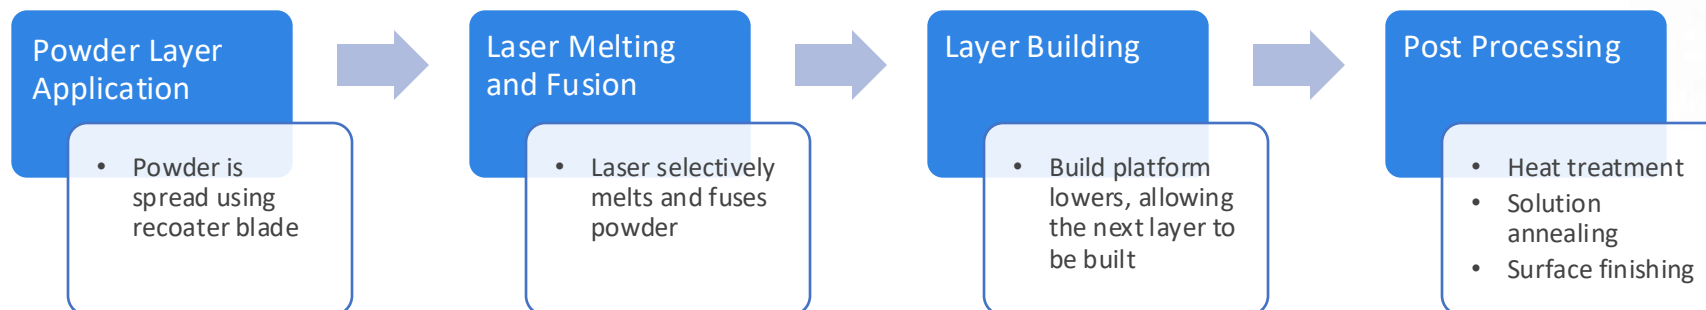 Powder Layer
Application
• Powder is
spread using
recoater blade
Laser Melting
and Fusion
• Laser selectively
melts and fuses
powder
Layer Building
• Build platform
lowers, allowing
the next layer to
be built
Post Processing
• Heat treatment
• Solution
annealing
• Surface finishing